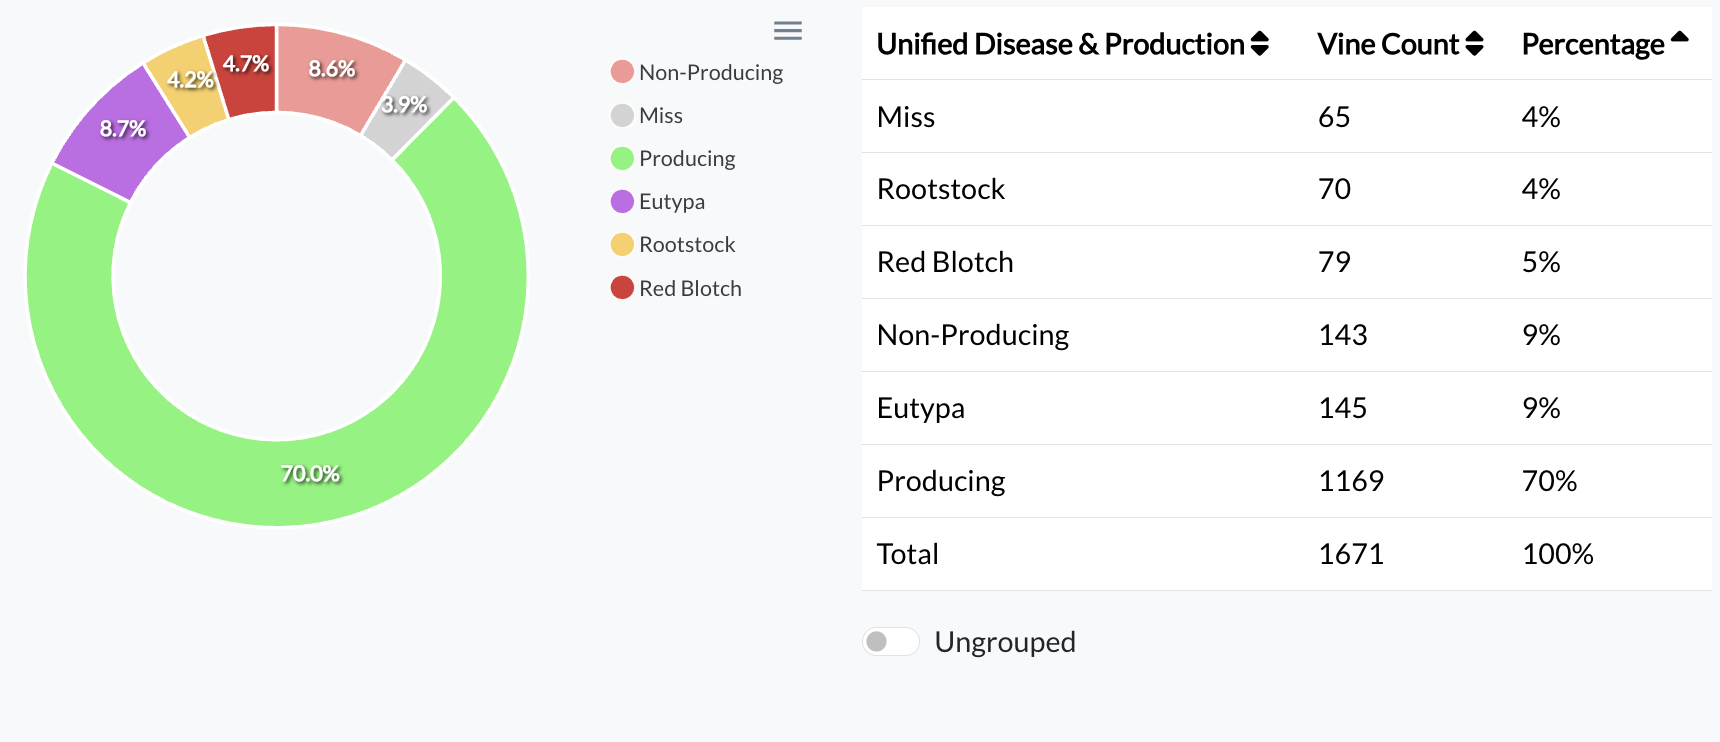 8.6%
3.9%
70.0%
8.7%
4.2%
4.7%
Non-Producing
Miss
Producing
Eutypa
Rootstock
Red Blotch
Unified Disease & Production Vine Count Percentage
Miss 65 4%
Rootstock 70 4%
Red Blotch 79 5%
Non-Producing 143 9%
Eutypa 145 9%
Producing 1169 70%
Total 1671 100%
Ungrouped